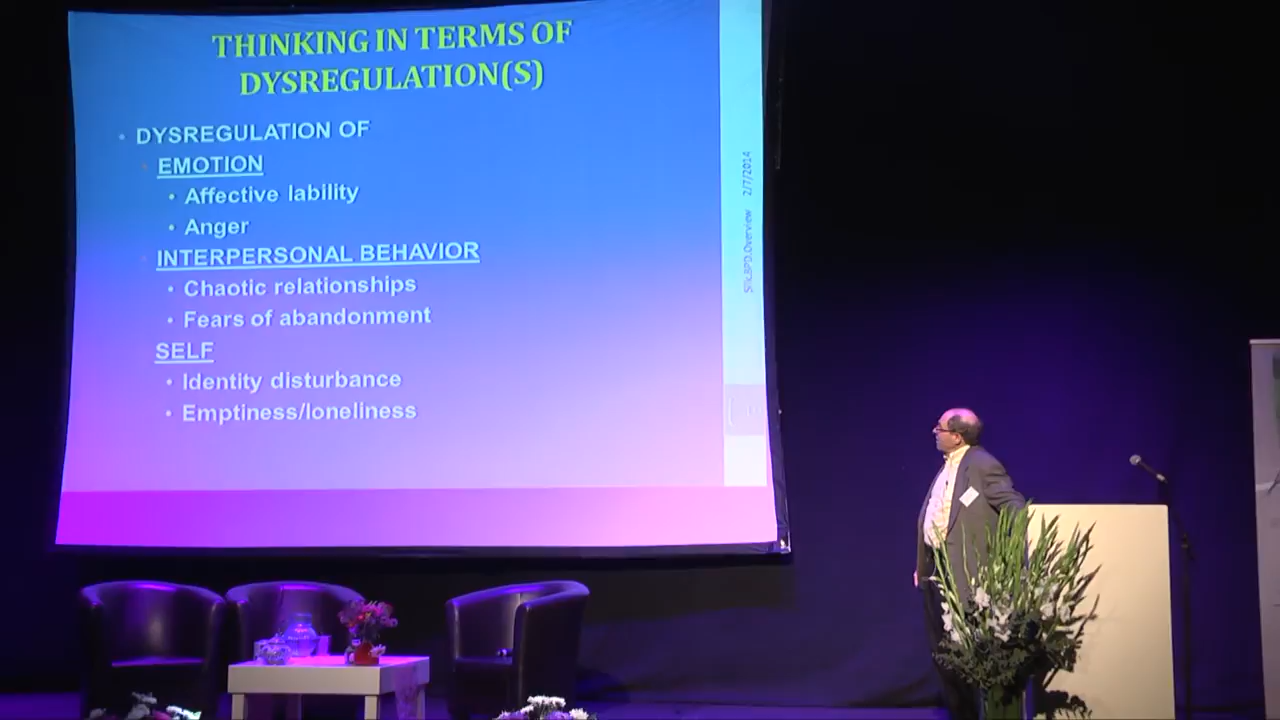 THINKING IN TERMS OF
DYSREGULATION(S)
• DYSREGULATION OF
EMOTION
• Affective lability
• Anger
INTERPERSONAL BEHAVIOR
• Chaotic relationships
• Fears of abandonment
SELF
• Identity disturbance
• Emptiness/loneliness
2/7/2014